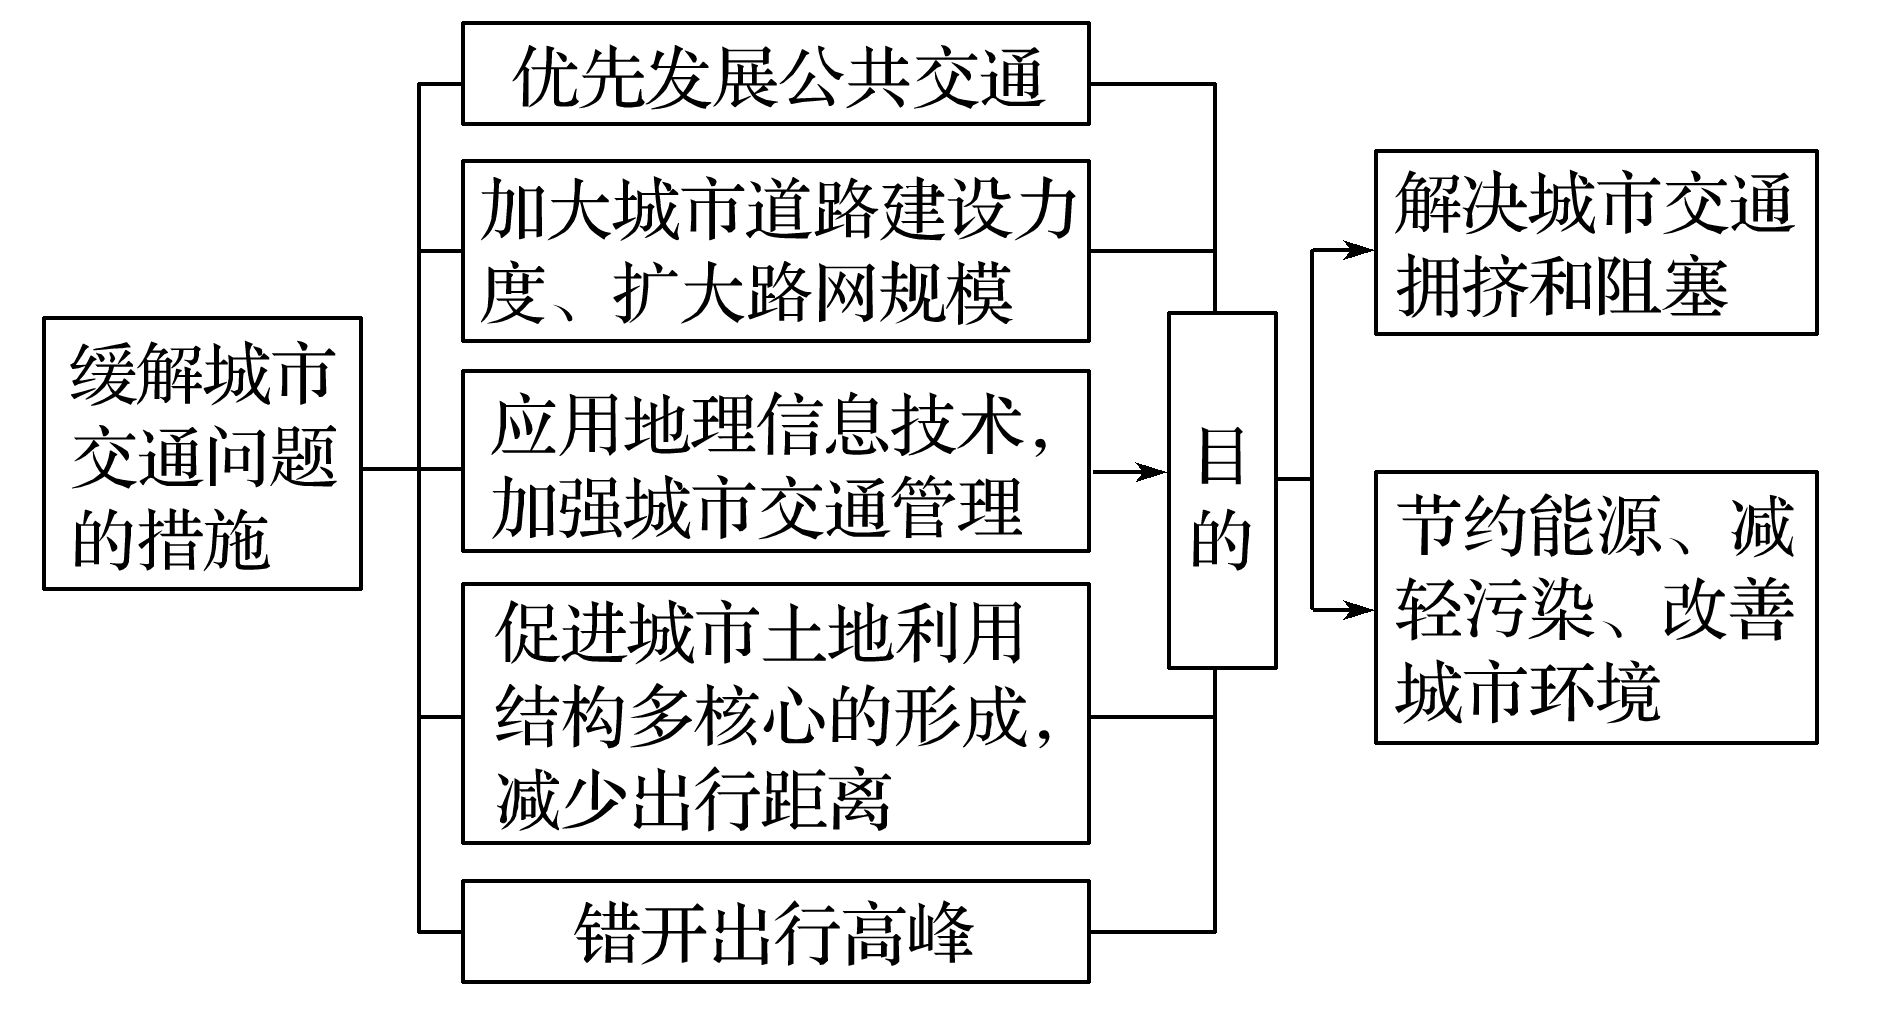 缓解城市
交通问题
的措施
优先发展公共交通
加大城市道路建设力
度、扩大路网规模
应用地理信息技术，
加强城市交通管理
促进城市土地利用
结构多核心的形成，
减少出行距离
错开出行高峰
目
的
解决城市交通
拥挤和阻塞
节约能源、减
轻污染、改善
城市环境